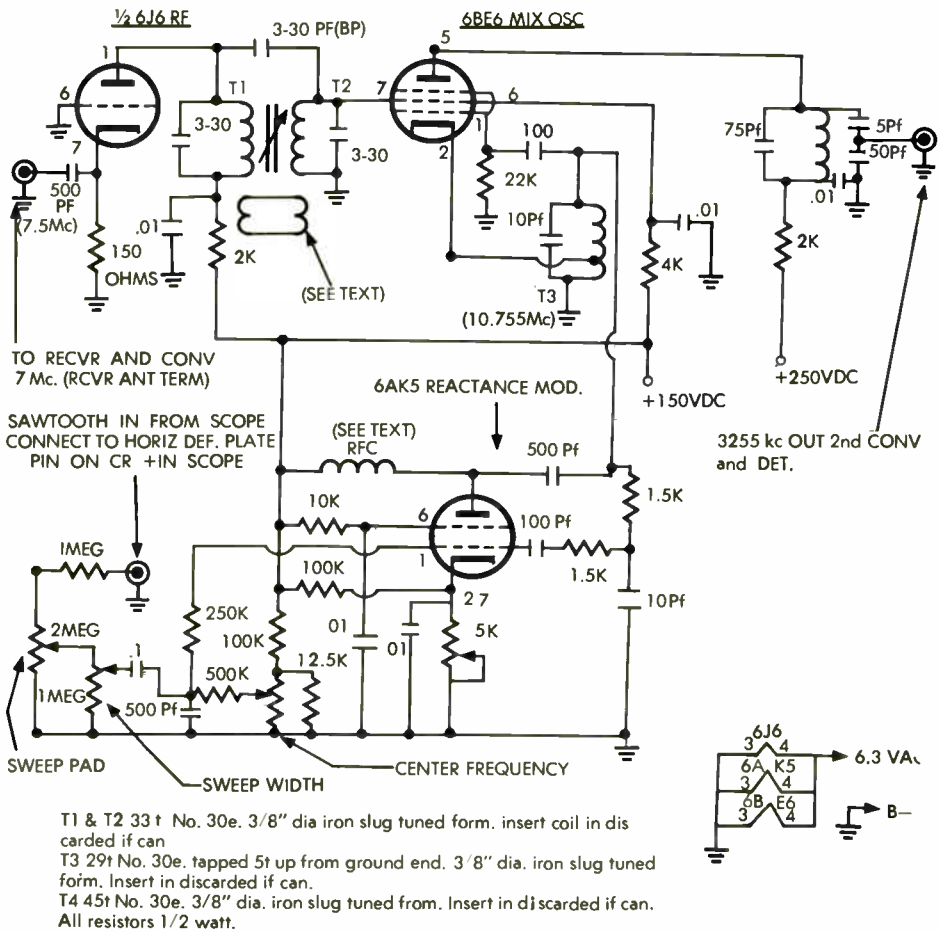 ½ 6J6 RF
3-30 PF(BP)
6BE6 MIX OSC
1
5
6
T1
T2
7
6
1
3-30
3-30
7
2
100
75Pf
5Pf
50Pf
500
PF
(7.5Mc)
22K
.01
.01
10Pf
.01
150
OHMS
2K
4K
2K
(SEE TEXT)
T3
(10.755Mc)
TO RECVR AND CONV
7 Mc. (RCVR ANT TERM)
+250VDC
+150VDC
6AK5 REACTANCE MOD.
SAWTOOTH IN FROM SCOPE
CONNECT TO HORIZ DEF. PLATE
PIN ON CR +IN SCOPE
(SEE TEXT)
RFC
500 Pf
3255 kc OUT 2nd CONV
and DET.
1.5K
10K
6
100 Pf
1MEG
1
1.5K
100K
2 7
10Pf
250K
2MEG
100K
01
01
5K
.1
500K
12.5K
1MEG
500 Pf
SWEEP PAD
SWEEP WIDTH
CENTER FREQUENCY
6J6
3 4
6.3 VA
6A K5
3 4
6B E6
3 4
B—
T1 & T2 33 t No. 30e. 3/8" dia iron slug tuned form. insert coil in dis
carded if can
T3 29t No. 30e. tapped 5t up from ground end. 3/8" dia. iron slug tuned
form. Insert in discarded if can.
T4 45t No. 30e. 3/8" dia. iron slug tuned from. Insert in discarded if can.
All resistors 1/2 watt.